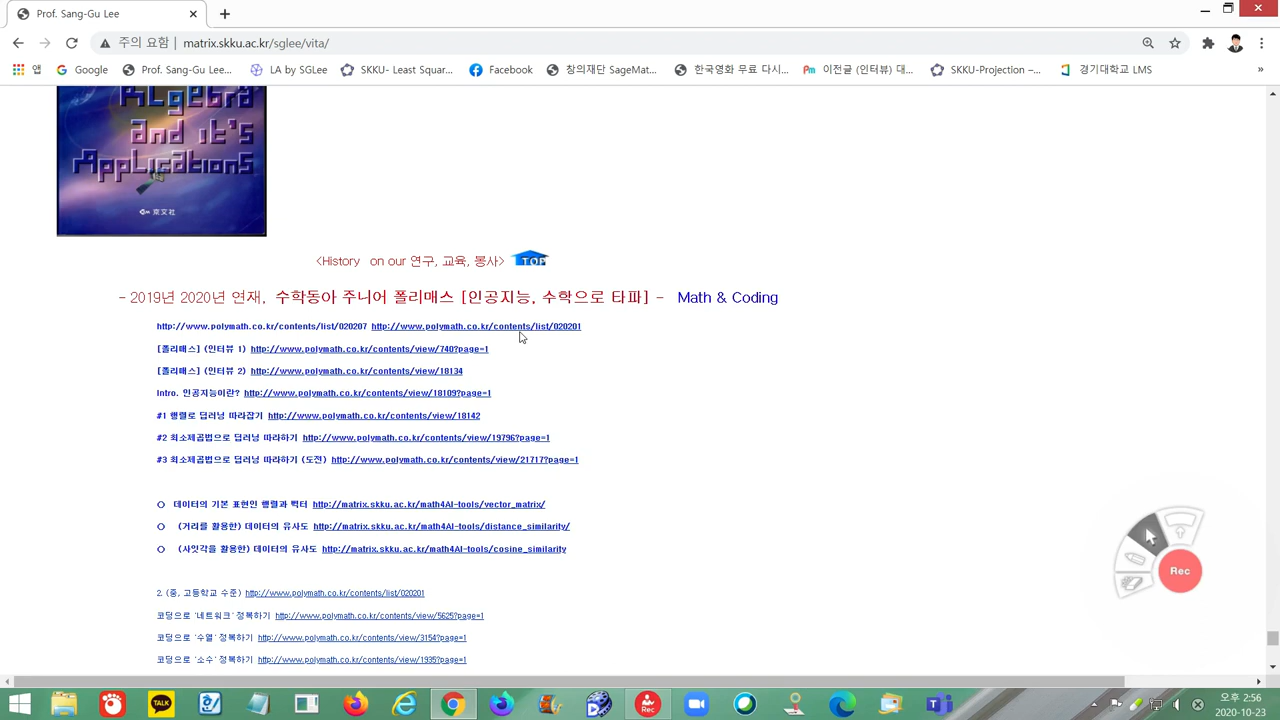 Prof. Sang-Gu Lee
주의 요함 | matrix.skku.ac.kr/sglee/vita/
앱 Google Prof. Sang-Gu Lee... LA by SGLee SKKU- Least Squar... Facebook 창의재단 SageMat... 한국영화 무료 다시... 이전글 (인터뷰) 대... SKKU-Projection –... 경기대학교 LMS »
ALgebra
and it's
Applications
<History on our 연구, 교육, 봉사> TOP
- 2019년 2020년 연재, 수학동아 주니어 폴리매스 [인공지능, 수학으로 타파] - Math & Coding
http://www.polymath.co.kr/contents/list/020207 http://www.polymath.co.kr/contents/list/020201
[폴리매스] (인터뷰 1) http://www.polymath.co.kr/contents/view/740?page=1
[폴리매스] (인터뷰 2) http://www.polymath.co.kr/contents/view/18134
Intro. 인공지능이란? http://www.polymath.co.kr/contents/view/18109?page=1
#1 행렬로 딥러닝 따라잡기 http://www.polymath.co.kr/contents/view/18142
#2 최소제곱법으로 딥러닝 따라하기 http://www.polymath.co.kr/contents/view/19796?page=1
#3 최소제곱법으로 딥러닝 따라하기 (도전) http://www.polymath.co.kr/contents/view/21717?page=1
O 데이터의 기본 표현인 행렬과 벡터 http://matrix.skku.ac.kr/math4AI-tools/vector_matrix/
O (거리를 활용한) 데이터의 유사도 http://matrix.skku.ac.kr/math4AI-tools/distance_similarity/
O (사잇각을 활용한) 데이터의 유사도 http://matrix.skku.ac.kr/math4AI-tools/cosine_similarity
2. (중, 고등학교 수준) http://www.polymath.co.kr/contents/list/020201
코딩으로 '네트워크' 정복하기 http://www.polymath.co.kr/contents/view/5625?page=1
코딩으로 '수열' 정복하기 http://www.polymath.co.kr/contents/view/3154?page=1
코딩으로 '소수' 정복하기 http://www.polymath.co.kr/contents/view/1935?page=1
Rec
TALK
Rec
오후 2:56
2020-10-23